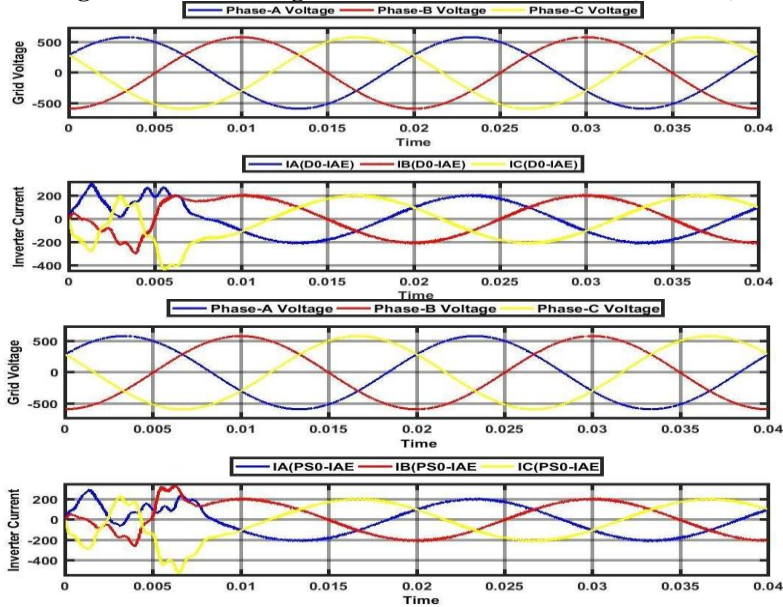 Phase-A Voltage Phase-B Voltage Phase-C Voltage
500
0
-500
Grid Voltage
0 0.005 0.01 0.015 0.02 0.025 0.03 0.035 0.04
Time
IA(D0-IAE) IB(D0-IAE) IC(D0-IAE)
200
0
-200
-400
Inverter Current
0 0.005 0.01 0.015 0.02 0.025 0.03 0.035 0.04
Time
Phase-A Voltage Phase-B Voltage Phase-C Voltage
500
0
-500
Grid Voltage
0 0.005 0.01 0.015 0.02 0.025 0.03 0.035 0.04
Time
IA(PS0-IAE IB(PS0-IAE IC(PS0-IAE
200
0
-200
-400
Inverter Current
0 0.005 0.01 0.015 0.02 0.025 0.03 0.035 0.04
Time